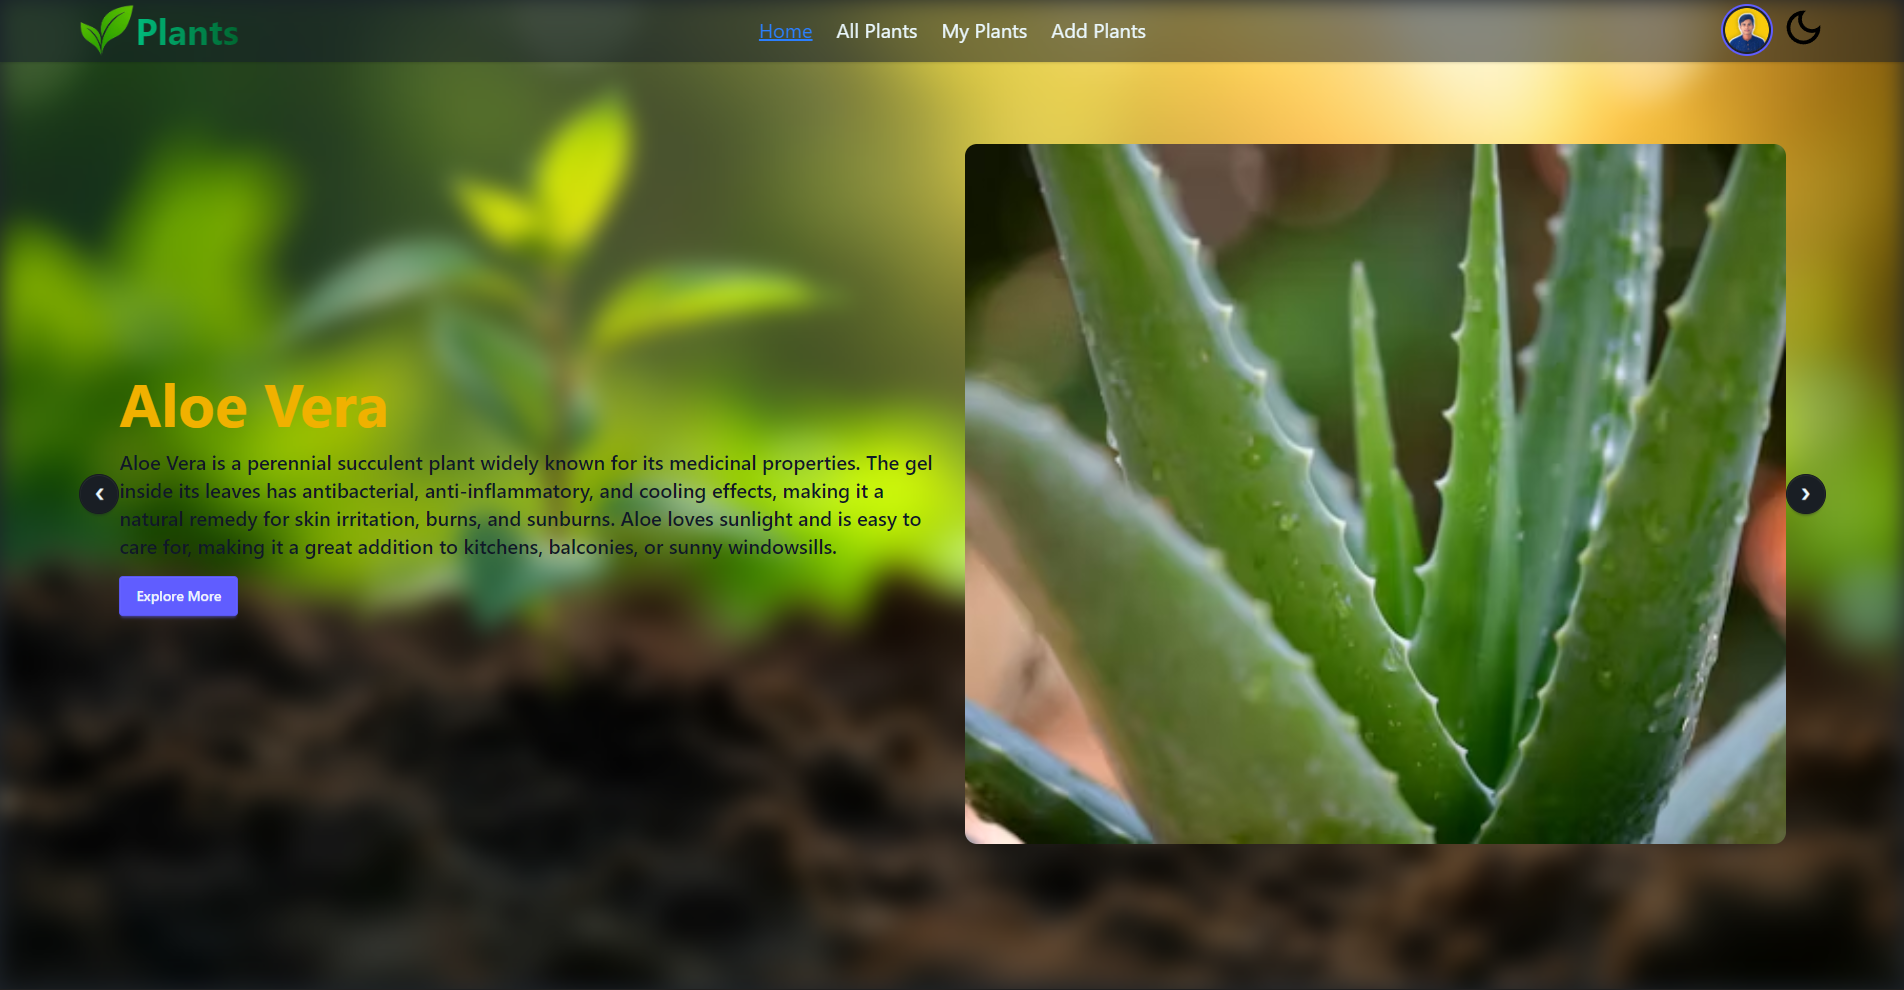 Plants
Home
All Plants
My Plants
Add Plants
Aloe Vera
Aloe Vera is a perennial succulent plant widely known for its medicinal properties. The gel
inside its leaves has antibacterial, anti-inflammatory, and cooling effects, making it a
natural remedy for skin irritation, burns, and sunburns. Aloe loves sunlight and is easy to
care for, making it a great addition to kitchens, balconies, or sunny windowsills.
Explore More